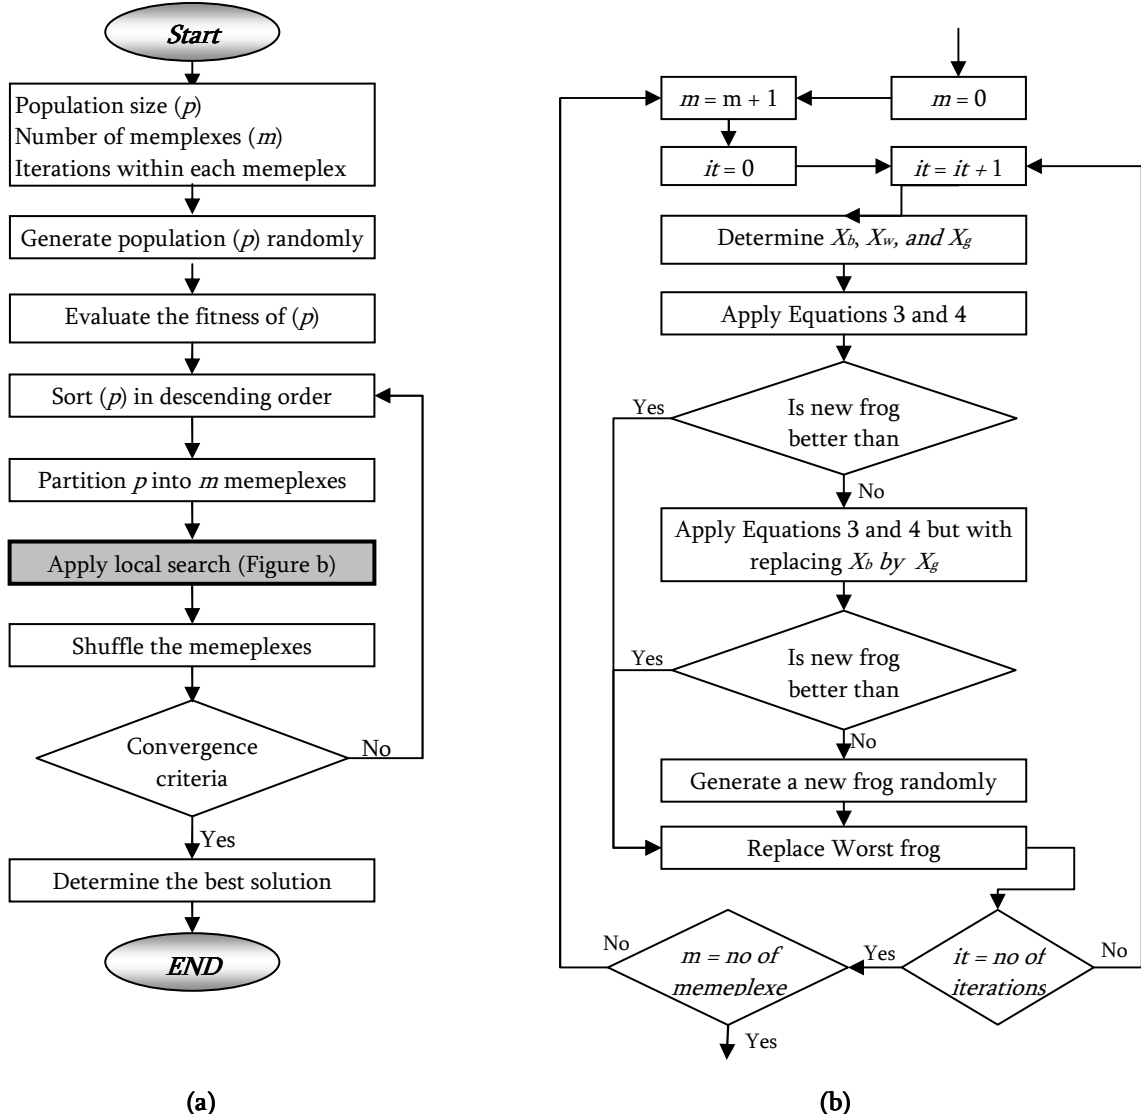 Start
Population size (p)
Number of memplexes (m)
Iterations within each memeplex
Generate population (p) randomly
Evaluate the fitness of (p)
Sort (p) in descending order
Partition p into m memeplexes
Apply local search (Figure b)
Shuffle the memeplexes
Convergence
criteria
No
Yes
Determine the best solution
END
(a)
m = 0
m = m + 1
it = 0
it = it + 1
Determine Xb, Xw, and Xg
Apply Equations 3 and 4
Is new frog
better than
Yes
No
Apply Equations 3 and 4 but with
replacing Xb by Xg
Is new frog
better than
Yes
No
Generate a new frog randomly
Replace Worst frog
it = no of
iterations
No
Yes
m = no of
memeplexe
No
Yes
(b)